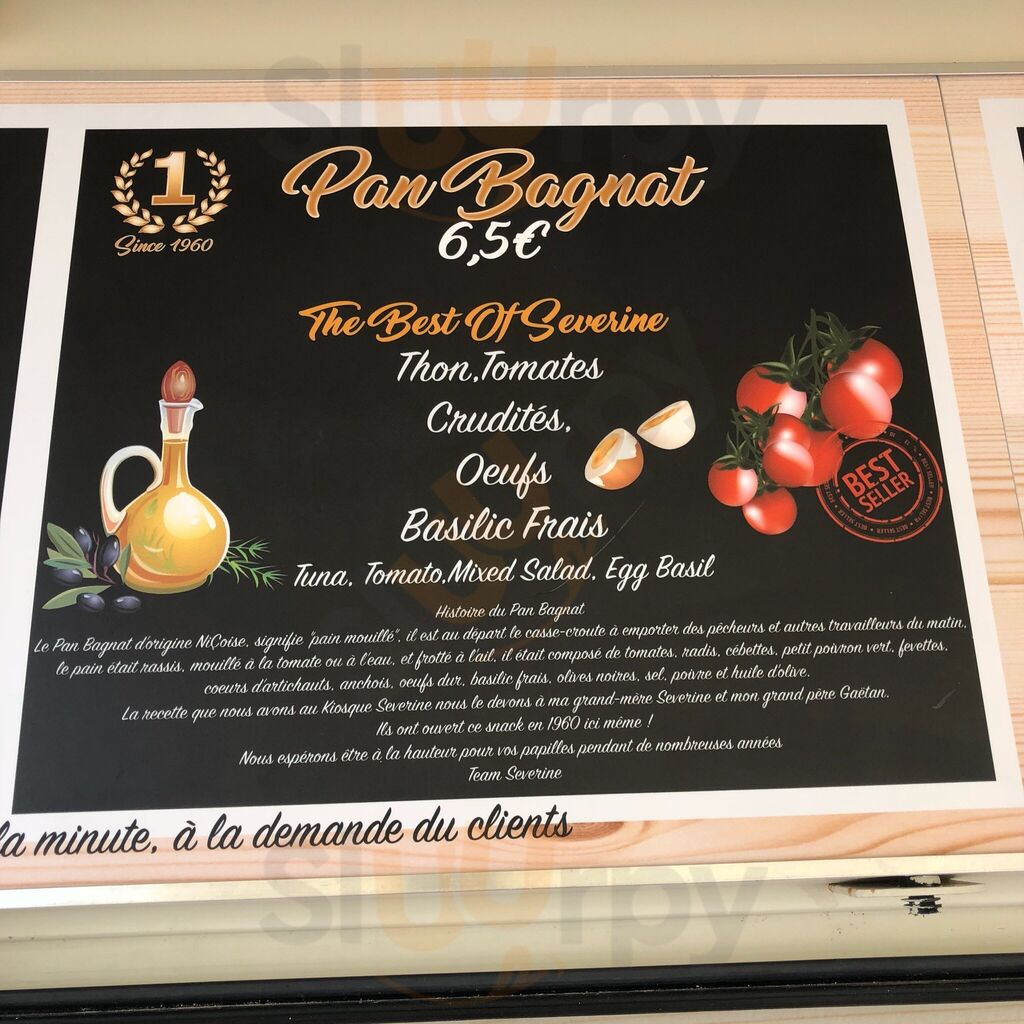 Sluurpy
1
Since 1960
Pan Bagnat
6,5€
The Best Of Severine
Thon,Tomates
Crudités,
Oeufs
Basilic Frais
BEST
SELLER
Tuna, Tomato,Mixed Salad, Egg Basil
Histoire du Pan Bagnat
Le Pan Bagnat d'origine NiÇoise, signifie "pain mouillé", il est au départ le casse-croute à emporter des pêcheurs et autres travailleurs du matin,
le pain était rassis, mouillé à la tomate ou à l'eau, et frotté à l'ail, il était composé de tomates, radis, cébettes, petit poivron vert, fevettes,
coeurs d'artichauts, anchois, oeufs dur, basilic frais, olives noires, sel, poivre et huile d'olive.
La recette que nous avons au Kiosque Severine nous le devons à ma grand-mère Severine et mon grand père Gaëtan.
Ils ont ouvert ce snack en 1960 ici même !
Nous espérons être à la hauteur pour vos papilles pendant de nombreuses années
Team Severine
la minute, à la demande du clients
Sluurpy